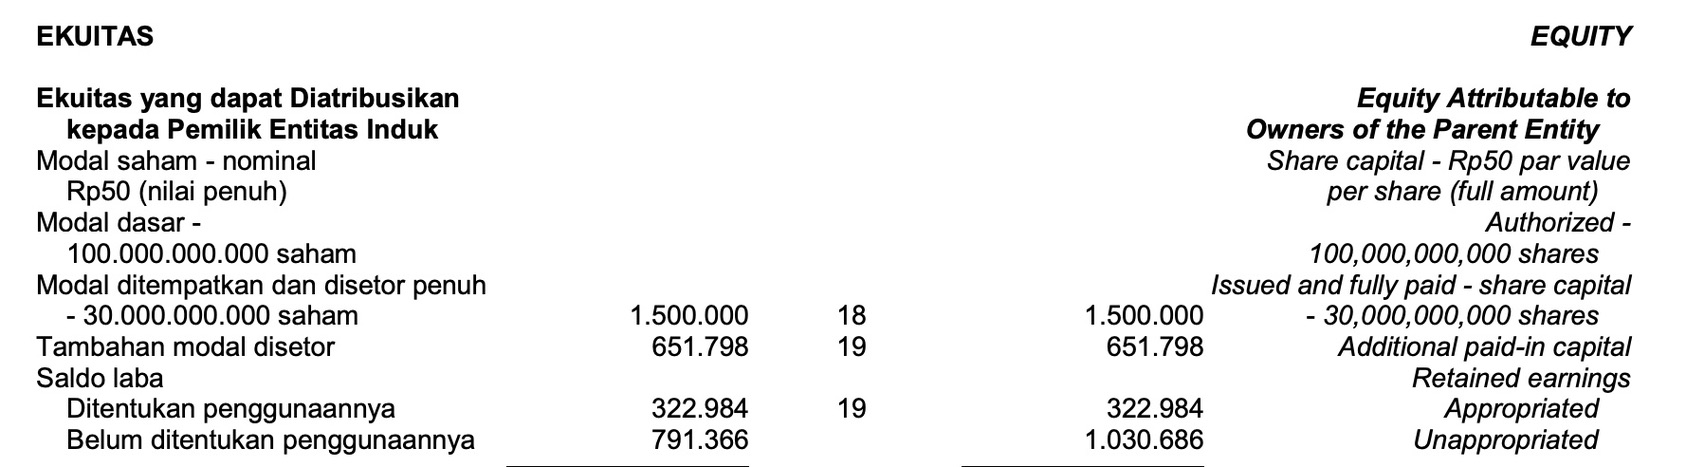 EKUITAS EQUITY
Ekuitas yang dapat Diatribusikan Equity Attributable to
kepada Pemilik Entitas Induk Owners of the Parent Entity
Modal saham - nominal Share capital - Rp50 par value
Rp50 (nilai penuh) per share (full amount)
Modal dasar - Authorized -
100.000.000.000 saham 100,000,000,000 shares
Modal ditempatkan dan disetor penuh Issued and fully paid - share capital
- 30.000.000.000 saham 1.500.000 18 1.500.000 - 30,000,000,000 shares
Tambahan modal disetor 651.798 19 651.798 Additional paid-in capital
Saldo laba Retained earnings
Ditentukan penggunaannya 322.984 19 322.984 Appropriated
Belum ditentukan penggunaannya 791.366 1.030.686 Unappropriated